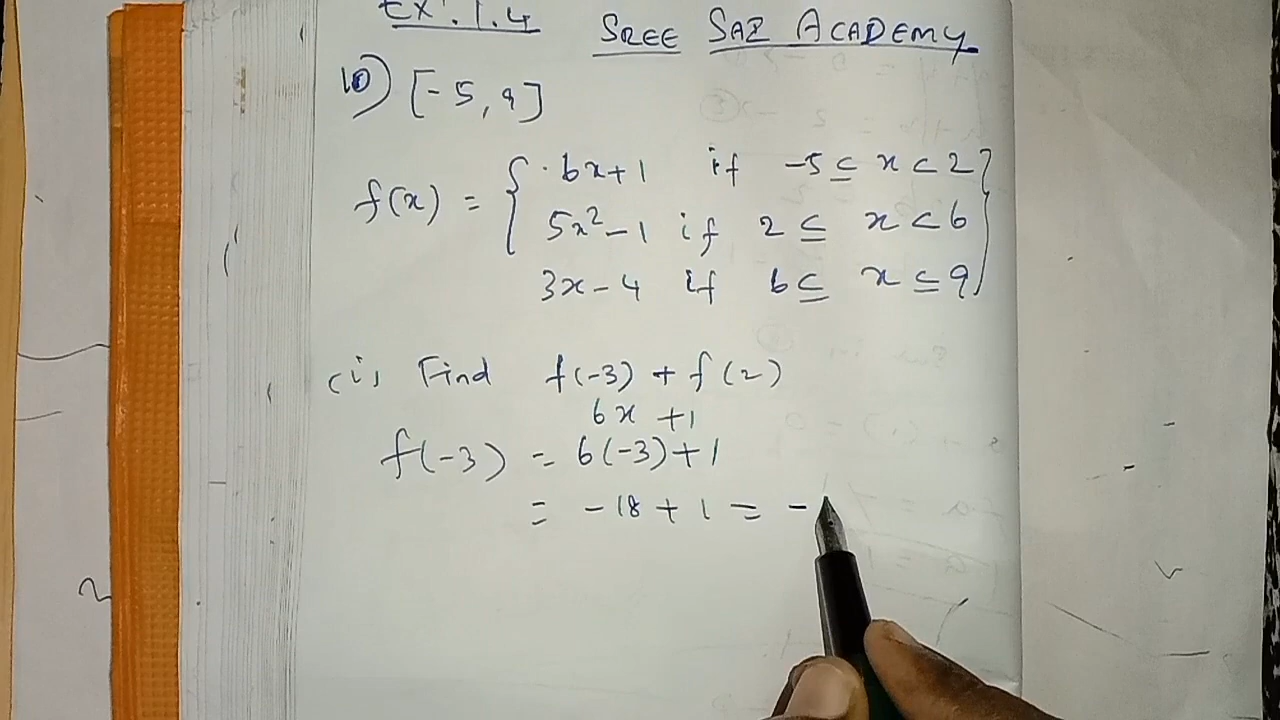 Ex. 1.4 SREE SAI ACADEMY
10) [-5, 9]
f(x) = { 6x+1 if -5 ≤ x < 2
5x²-1 if 2 ≤ x < 6
3x-4 if 6 ≤ x ≤ 9 }
(i) Find f(-3) + f(2)
6x +1
f(-3) = 6(-3)+1
= -18 + 1 = -